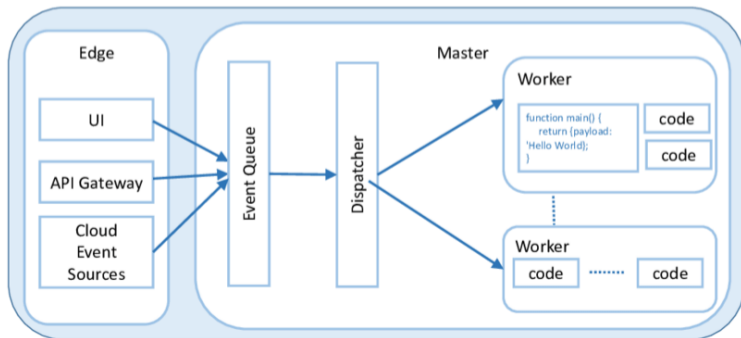 Edge
UI
API Gateway
Cloud
Event
Sources
Master
Event Queue
Dispatcher
Worker
function main() {
return {payload:
'Hello World};
}
code
code
Worker
code
code